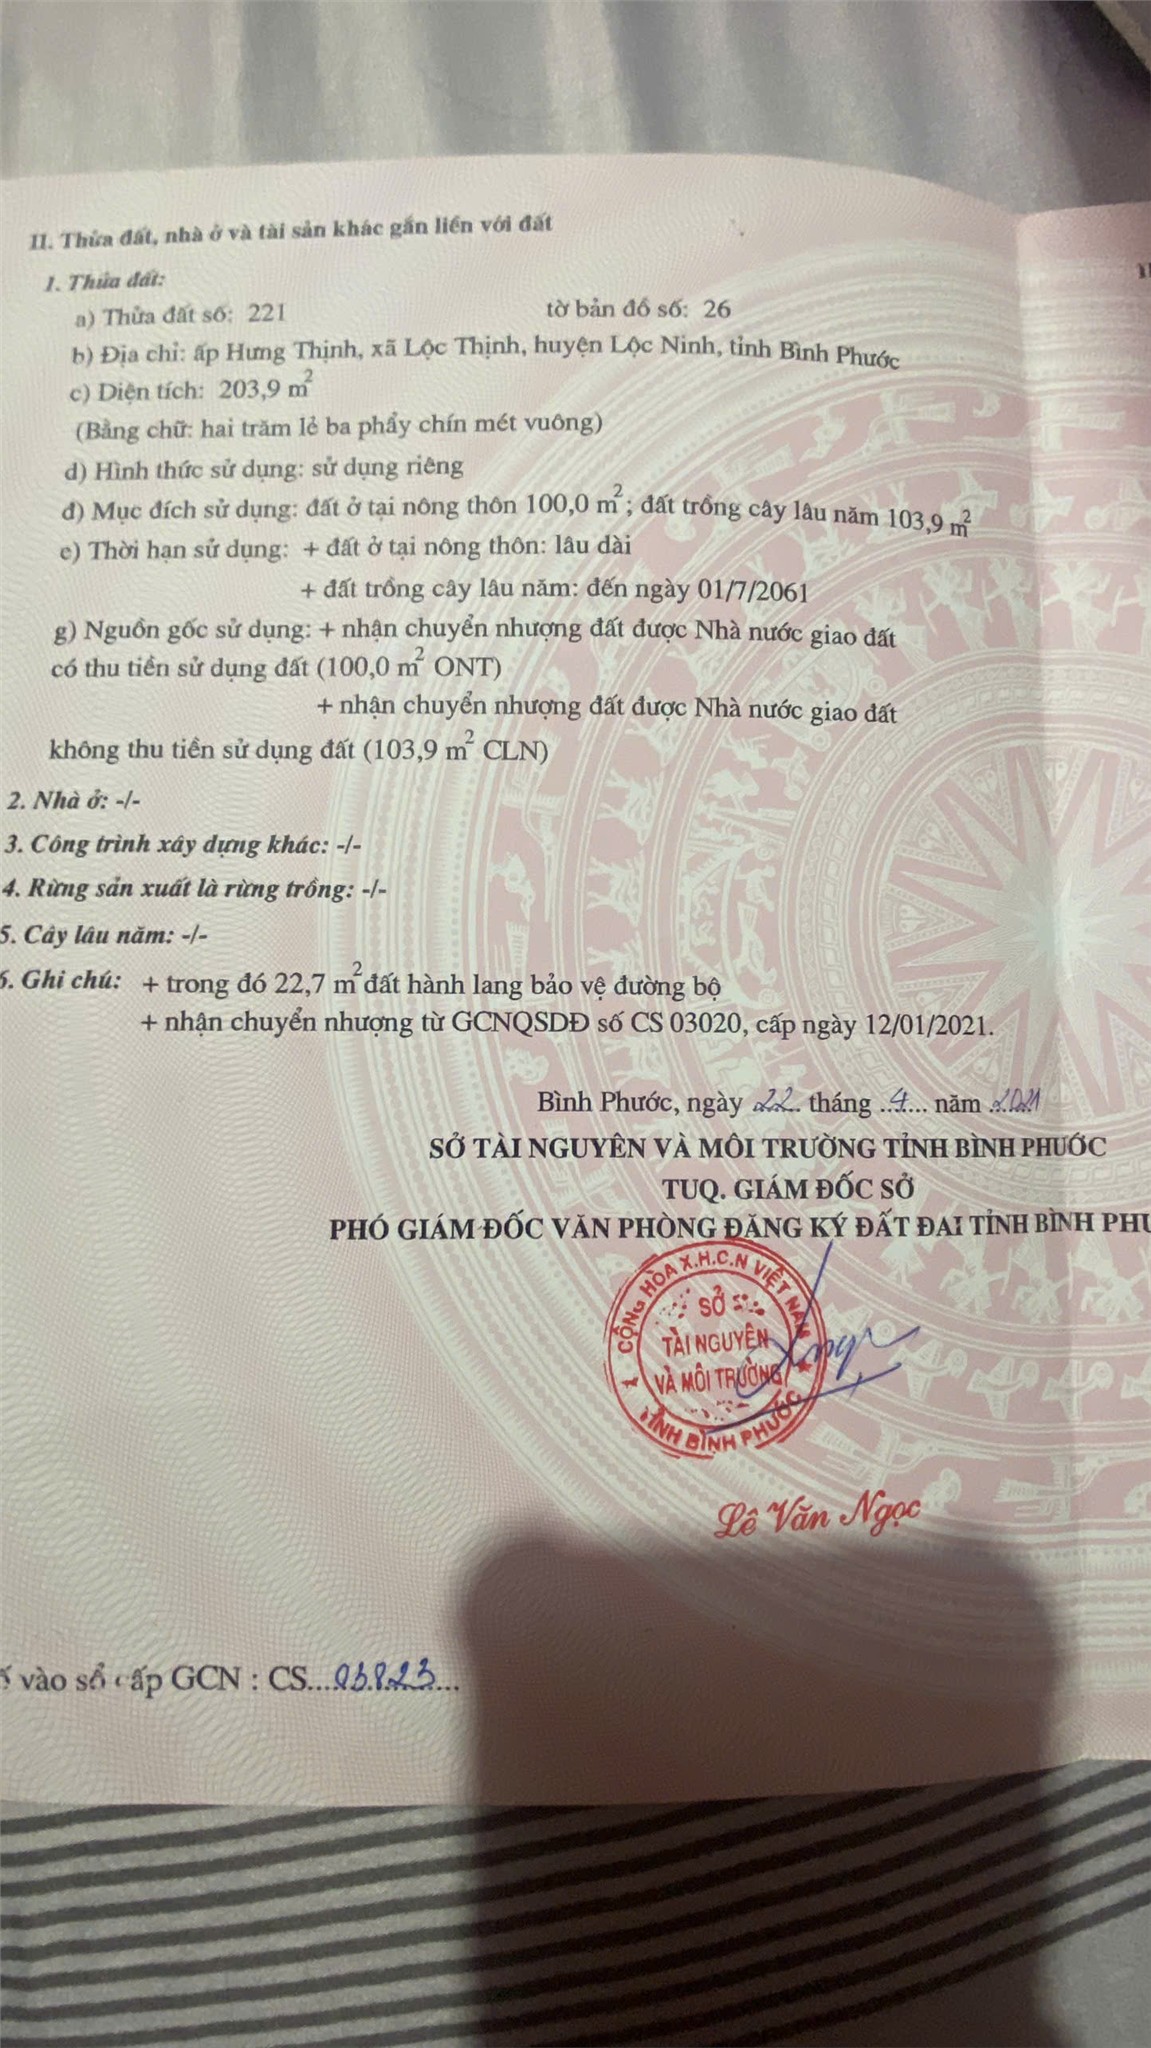 II. Thửa đất, nhà ở và tài sản khác gắn liền với đất
1. Thửa đất:
a) Thửa đất số: 221 tờ bản đồ số: 26
b) Địa chỉ: ấp Hưng Thịnh, xã Lộc Thịnh, huyện Lộc Ninh, tỉnh Bình Phước
c) Diện tích: 203,9 m²
(Bằng chữ: hai trăm lẻ ba phẩy chín mét vuông)
d) Hình thức sử dụng: sử dụng riêng
đ) Mục đích sử dụng: đất ở tại nông thôn 100,0 m²; đất trồng cây lâu năm 103,9 m²
e) Thời hạn sử dụng: + đất ở tại nông thôn: lâu dài
+ đất trồng cây lâu năm: đến ngày 01/7/2061
g) Nguồn gốc sử dụng: + nhận chuyển nhượng đất được Nhà nước giao đất
có thu tiền sử dụng đất (100,0 m² ONT)
+ nhận chuyển nhượng đất được Nhà nước giao đất
không thu tiền sử dụng đất (103,9 m² CLN)
2. Nhà ở: -/-
3. Công trình xây dựng khác: -/-
4. Rừng sản xuất là rừng trồng: -/-
5. Cây lâu năm: -/-
6. Ghi chú: + trong đó 22,7 m² đất hành lang bảo vệ đường bộ
+ nhận chuyển nhượng từ GCNQSDĐ số CS 03020, cấp ngày 12/01/2021.
Bình Phước, ngày 22 tháng 4 năm 2021
SỞ TÀI NGUYÊN VÀ MÔI TRƯỜNG TỈNH BÌNH PHƯỚC
TUQ. GIÁM ĐỐC SỞ
PHÓ GIÁM ĐỐC VĂN PHÒNG ĐĂNG KÝ ĐẤT ĐAI TỈNH BÌNH PHƯ
CỘNG HÒA X.H.C.N VIỆT NAM
SỞ
TÀI NGUYÊN
VÀ MÔI TRƯỜNG
TỈNH BÌNH PHƯỚC
Lê Văn Ngọc
vào sổ cấp GCN : CS...03823...